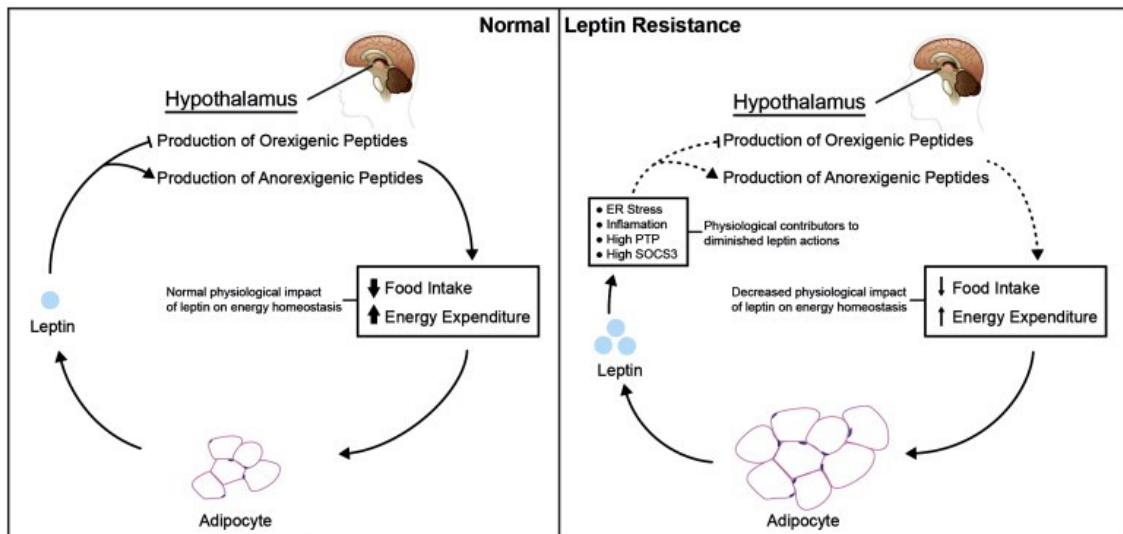 Normal
Hypothalamus
Production of Orexigenic Peptides
Production of Anorexigenic Peptides
Normal physiological impact
of leptin on energy homestasis
Food Intake
Energy Expenditure
Leptin
Adipocyte
Leptin Resistance
Hypothalamus
Production of Orexigenic Peptides
Production of Anorexigenic Peptides
• ER Stress
• Inflamation
• High PTP
• High SOCS3
Physiological contributors to
diminished leptin actions
Decreased physiological impact
of leptin on energy homestasis
Food Intake
Energy Expenditure
Leptin
Adipocyte